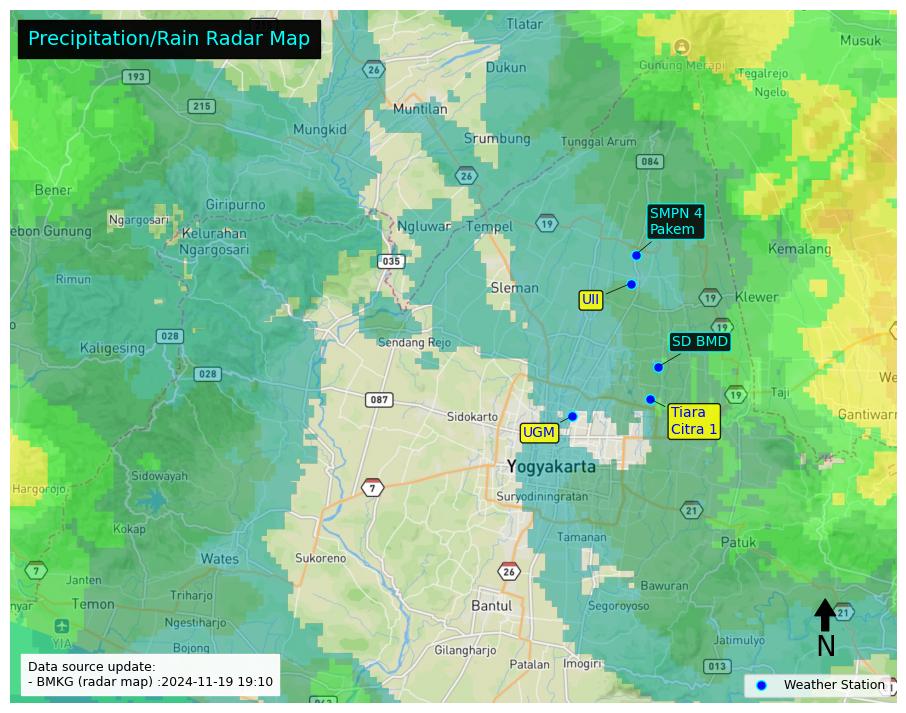 Precipitation/Rain Radar Map
Tlatar
Musuk
26
Dukun
Gunung Merapi
Tegalrejo
193
Ngelo
215
Muntilan
Mungkid
Srumbung
Tunggal Arum
084
26
Bener
Giripurno
SMPN 4
Pakem
Ngargosari
Ngluwar
Tempel
19
ebon Gunung
Kelurahan
Ngargosari
Kemalang
035
Rimun
Sleman
UII
19
Klewer
19
028
Sendang Rejo
SD BMD
Kaligesing
028
087
19
Taji
Sidokarto
Tiara
Citra 1
Gantiwarn
UGM
Yogyakarta
Sidowayah
Hargorojo
7
Suryodiningratan
21
Kokap
Tamanan
Patuk
Wates
Sukoreno
7
26
Janten
Bawuran
Triharjo
nyar
Temon
Bantul
Segoroyoso
21
Ngestiharjo
YIA
N
Jatimulyo
Bojong
Gilangharjo
Patalan
Imogiri
013
Data source update:
- BMKG (radar map) :2024-11-19 19:10
Weather Station